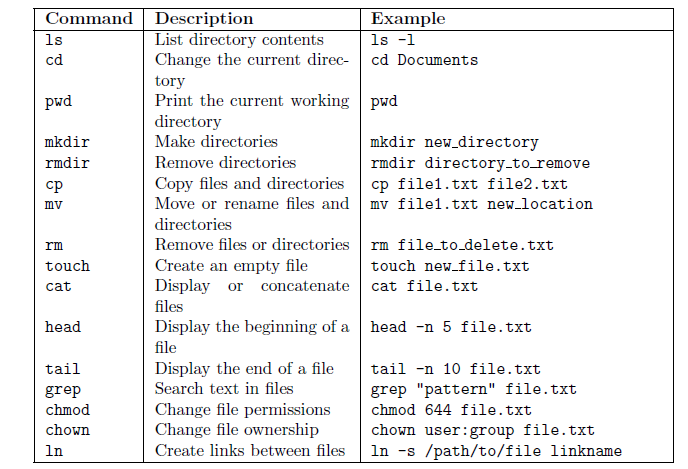 Command Description Example
ls List directory contents ls -l
cd Change the current direc- cd Documents
tory
pwd Print the current working pwd
directory
mkdir Make directories mkdir new_directory
rmdir Remove directories rmdir directory_to_remove
cp Copy files and directories cp file1.txt file2.txt
mv Move or rename files and mv file1.txt new_location
directories
rm Remove files or directories rm file_to_delete.txt
touch Create an empty file touch new_file.txt
cat Display or concatenate cat file.txt
files
head Display the beginning of a head -n 5 file.txt
file
tail Display the end of a file tail -n 10 file.txt
grep Search text in files grep "pattern" file.txt
chmod Change file permissions chmod 644 file.txt
chown Change file ownership chown user:group file.txt
ln Create links between files ln -s /path/to/file linkname